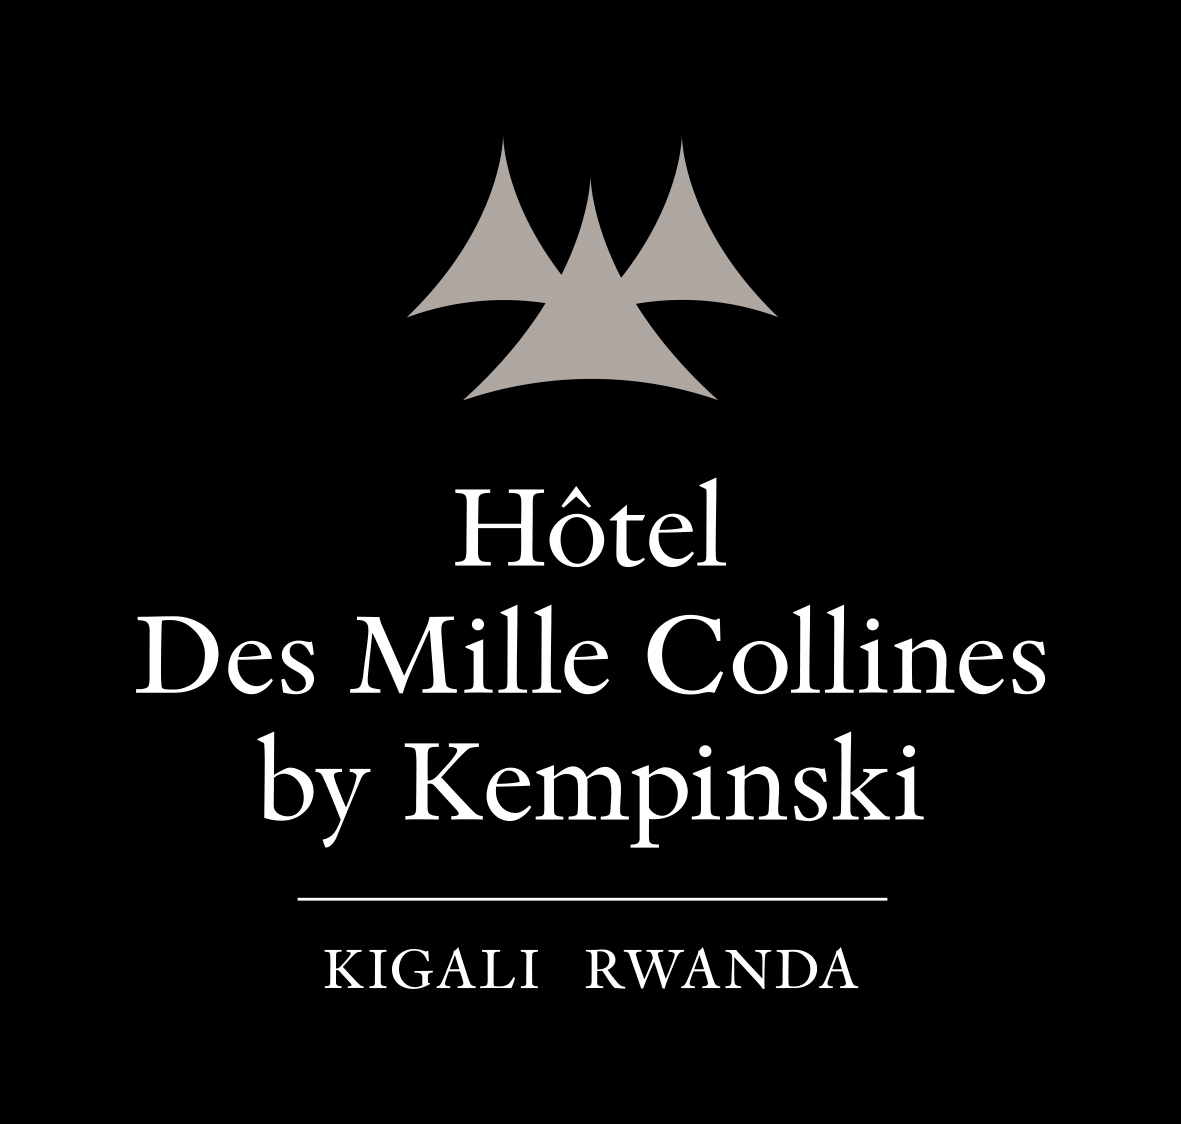 Hôtel
Des Mille Collines
by Kempinski
KIGALI RWANDA